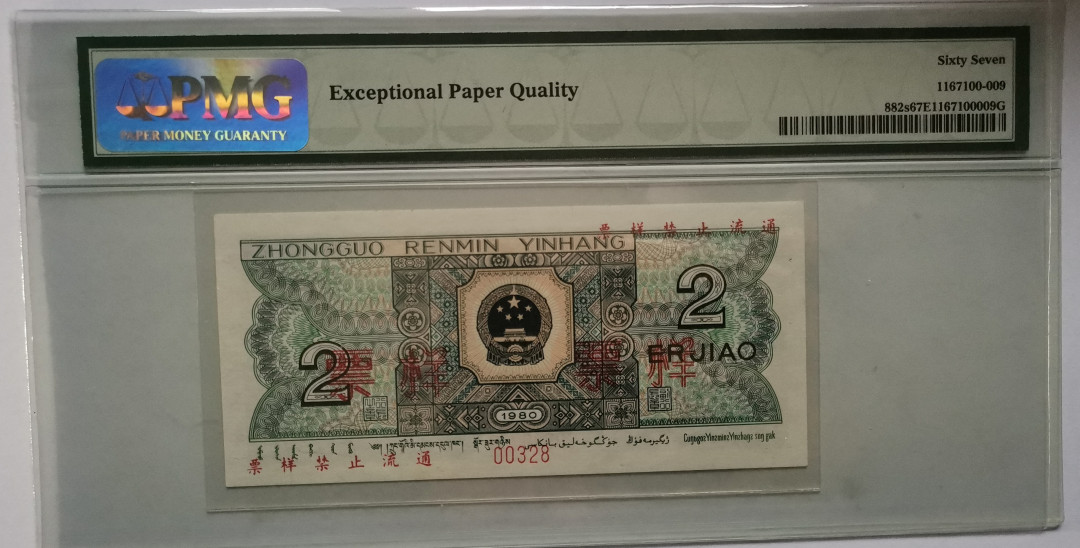 PMG
PAPER MONEY GUARANTY
Exceptional Paper Quality
Sixty Seven
1167100-009
882s67E1167100009G
票样禁止流通
ZHONGGUO RENMIN YINHANG
2
2
票样
票样
ERJIAO
1980
票样禁止流通
00328